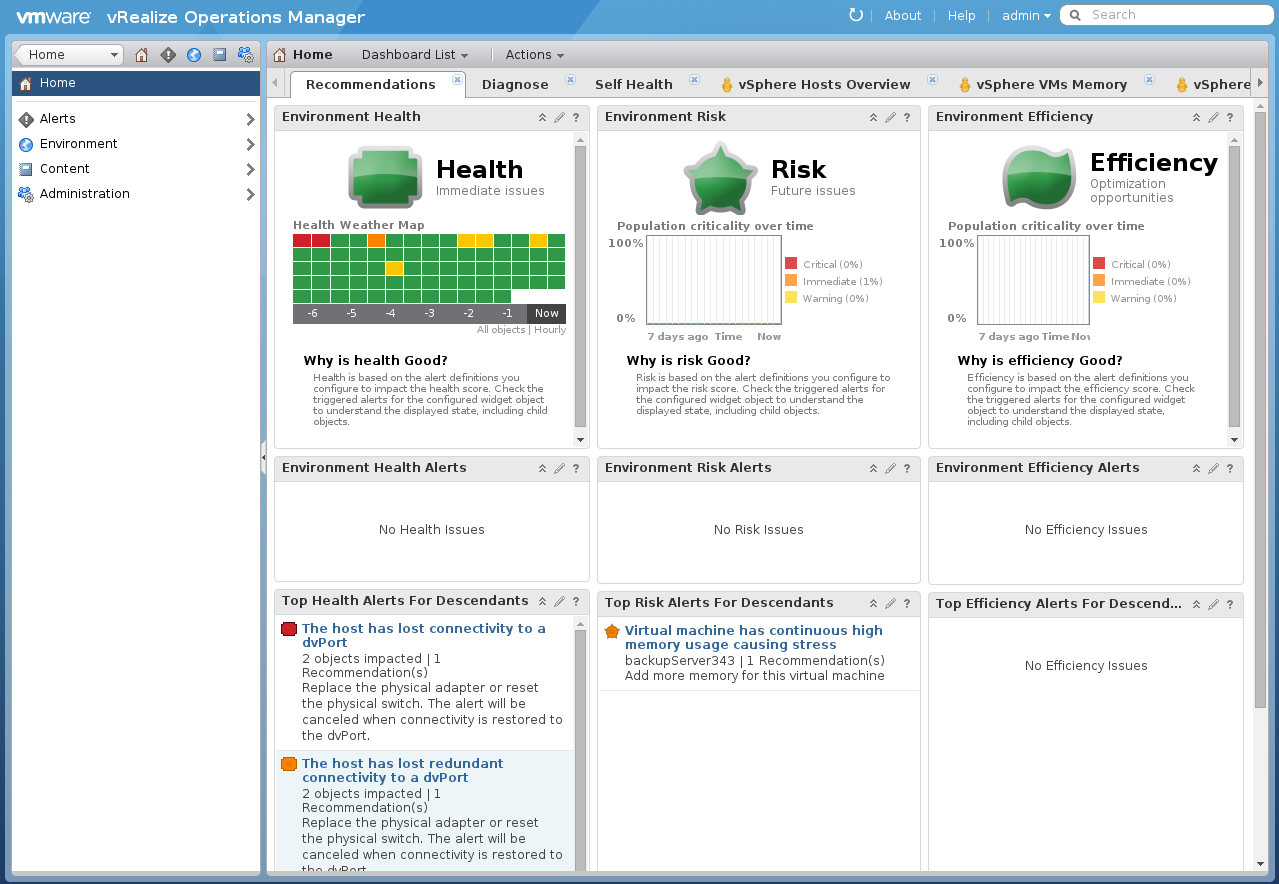 vmware vRealize Operations Manager
About Help admin Search
Home
Home Dashboard List Actions
Home
Alerts
Environment
Content
Administration
Recommendations Diagnose Self Health vSphere Hosts Overview vSphere VMs Memory vSphere
Environment Health
Health
Immediate issues
Health Weather Map
-6 -5 -4 -3 -2 -1 Now
All objects | Hourly
Why is health Good?
Health is based on the alert definitions you
configure to impact the health score. Check the
triggered alerts for the configured widget object
to understand the displayed state, including child
objects.
Environment Risk
Risk
Future issues
Population criticality over time
100%
0%
Critical (0%)
Immediate (1%)
Warning (0%)
7 days ago Time Now
Why is risk Good?
Risk is based on the alert definitions you configure to
impact the risk score. Check the triggered alerts for
the configured widget object to understand the
displayed state, including child objects.
Environment Efficiency
Efficiency
Optimization
opportunities
Population criticality over time
100%
0%
Critical (0%)
Immediate (1%)
Warning (0%)
7 days ago Time Nov
Why is efficiency Good?
Efficiency is based on the alert definitions you
configure to impact the efficiency score. Check
the triggered alerts for the configured widget
object to understand the displayed state,
including child objects.
Environment Health Alerts
No Health Issues
Environment Risk Alerts
No Risk Issues
Environment Efficiency Alerts
No Efficiency Issues
Top Health Alerts For Descendants
The host has lost connectivity to a
dvPort
2 objects impacted | 1
Recommendation(s)
Replace the physical adapter or reset
the physical switch. The alert will be
canceled when connectivity is restored to
the dvPort.
The host has lost redundant
connectivity to a dvPort
2 objects impacted | 1
Recommendation(s)
Replace the physical adapter or reset
the physical switch. The alert will be
canceled when connectivity is restored to
the dvPort.
Top Risk Alerts For Descendants
Virtual machine has continuous high
memory usage causing stress
backupServer343 | 1 Recommendation(s)
Add more memory for this virtual machine
Top Efficiency Alerts For Descend...
No Efficiency Issues